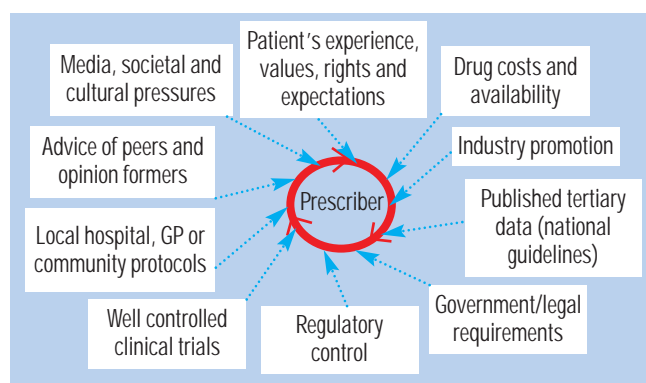 Patient's experience,
values, rights and
expectations
Media, societal and
cultural pressures
Drug costs and
availability
Advice of peers and
opinion formers
Industry promotion
Prescriber
Published tertiary
data (national
guidelines)
Local hospital, GP or
community protocols
Well controlled
clinical trials
Regulatory
control
Government/legal
requirements